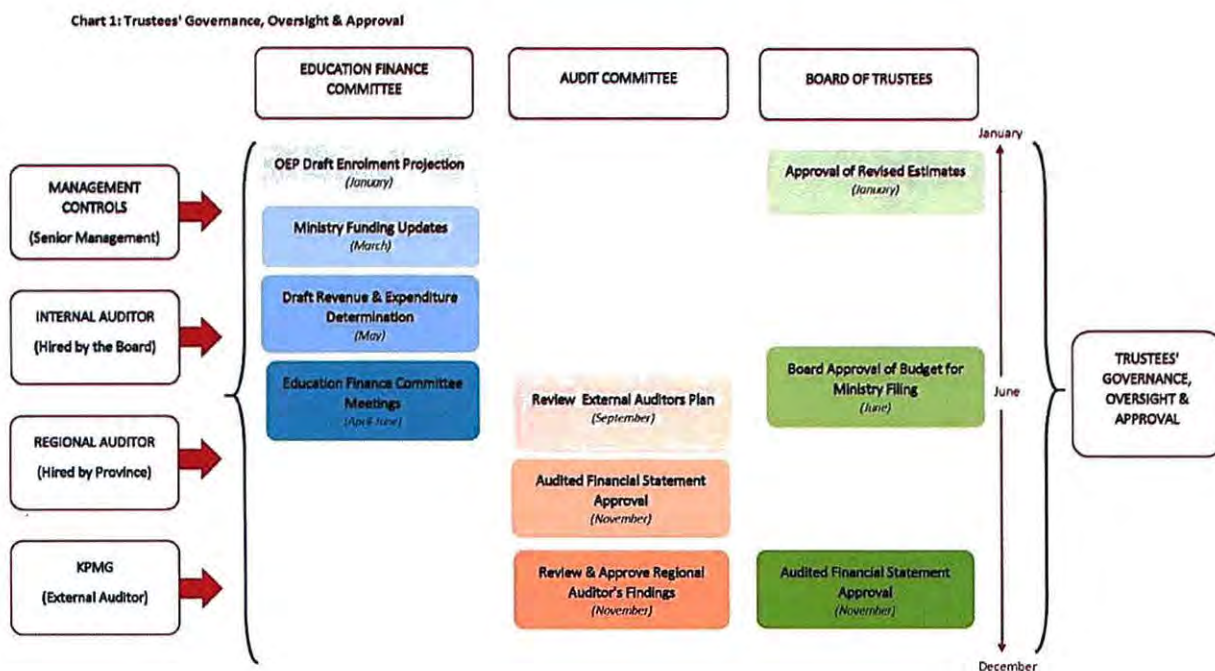 Chart 1: Trustees' Governance, Oversight & Approval
EDUCATION FINANCE
COMMITTEE
AUDIT COMMITTEE
BOARD OF TRUSTEES
MANAGEMENT
CONTROLS
(Senior Management)
INTERNAL AUDITOR
(Hired by the Board)
REGIONAL AUDITOR
(Hired by Province)
KPMG
(External Auditor)
OEP Draft Enrolment Projection
(January)
Ministry Funding Updates
(March)
Draft Revenue & Expenditure
Determination
(May)
Education Finance Committee
Meetings
(April-June)
Review External Auditors Plan
(September)
Audited Financial Statement
Approval
(November)
Review & Approve Regional
Auditor's Findings
(November)
Approval of Revised Estimates
(January)
Board Approval of Budget for
Ministry Filing
(June)
Audited Financial Statement
Approval
(November)
January
June
December
TRUSTEES'
GOVERNANCE,
OVERSIGHT &
APPROVAL